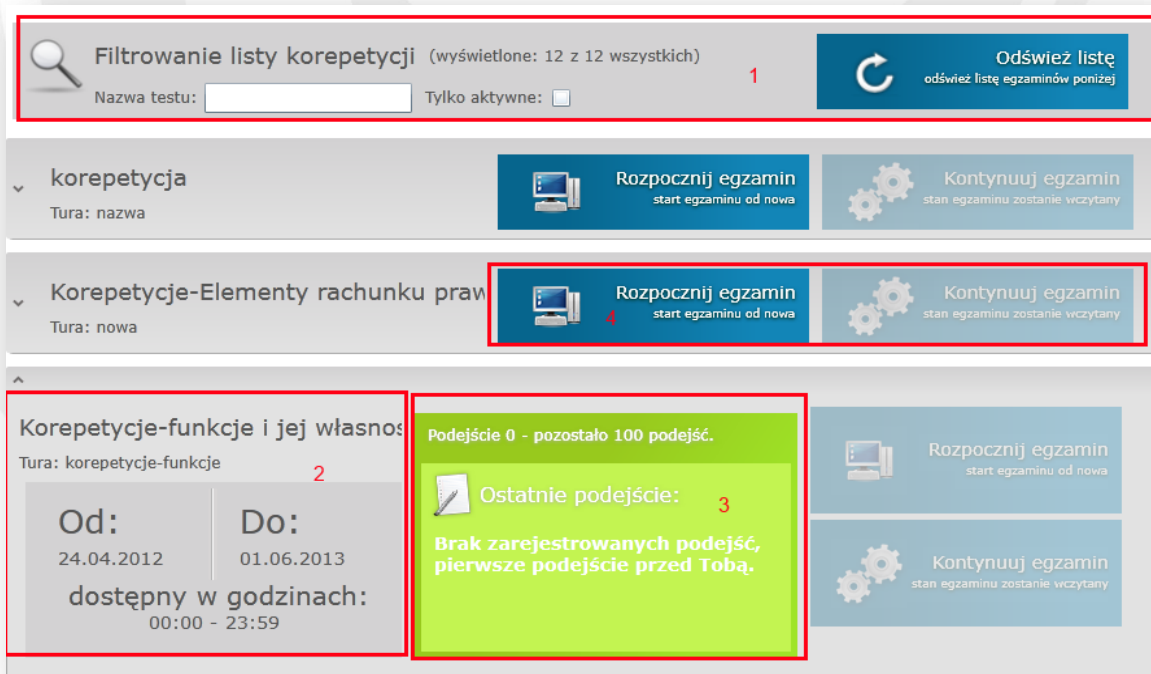 Filtrowanie listy korepetycji (wyświetlone: 12 z 12 wszystkich)
1
Odśwież listę
odśwież listę egzaminów poniżej
Nazwa testu:
Tylko aktywne:
korepetycja
Tura: nazwa
Rozpocznij egzamin
start egzaminu od nowa
Kontynuuj egzamin
stan egzaminu zostanie wczytany
Korepetycje-Elementy rachunku praw
Tura: nowa
Rozpocznij egzamin
start egzaminu od nowa
4
Kontynuuj egzamin
stan egzaminu zostanie wczytany
Korepetycje-funkcje i jej własnoś
Tura: korepetycje-funkcje
2
Od:
24.04.2012
Do:
01.06.2013
dostępny w godzinach:
00:00 - 23:59
Podejście 0 - pozostało 100 podejść.
Ostatnie podejście:
3
Brak zarejestrowanych podejść,
pierwsze podejście przed Tobą.
Rozpocznij egzamin
start egzaminu od nowa
Kontynuuj egzamin
stan egzaminu zostanie wczytany